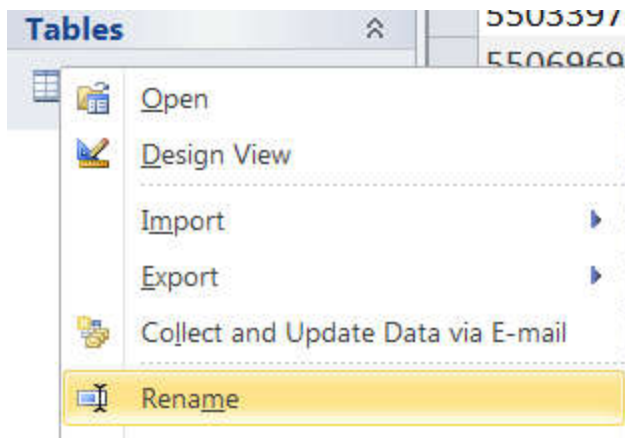 Tables
5503397
5506969
Open
Design View
Import
Export
Collect and Update Data via E-mail
Rename